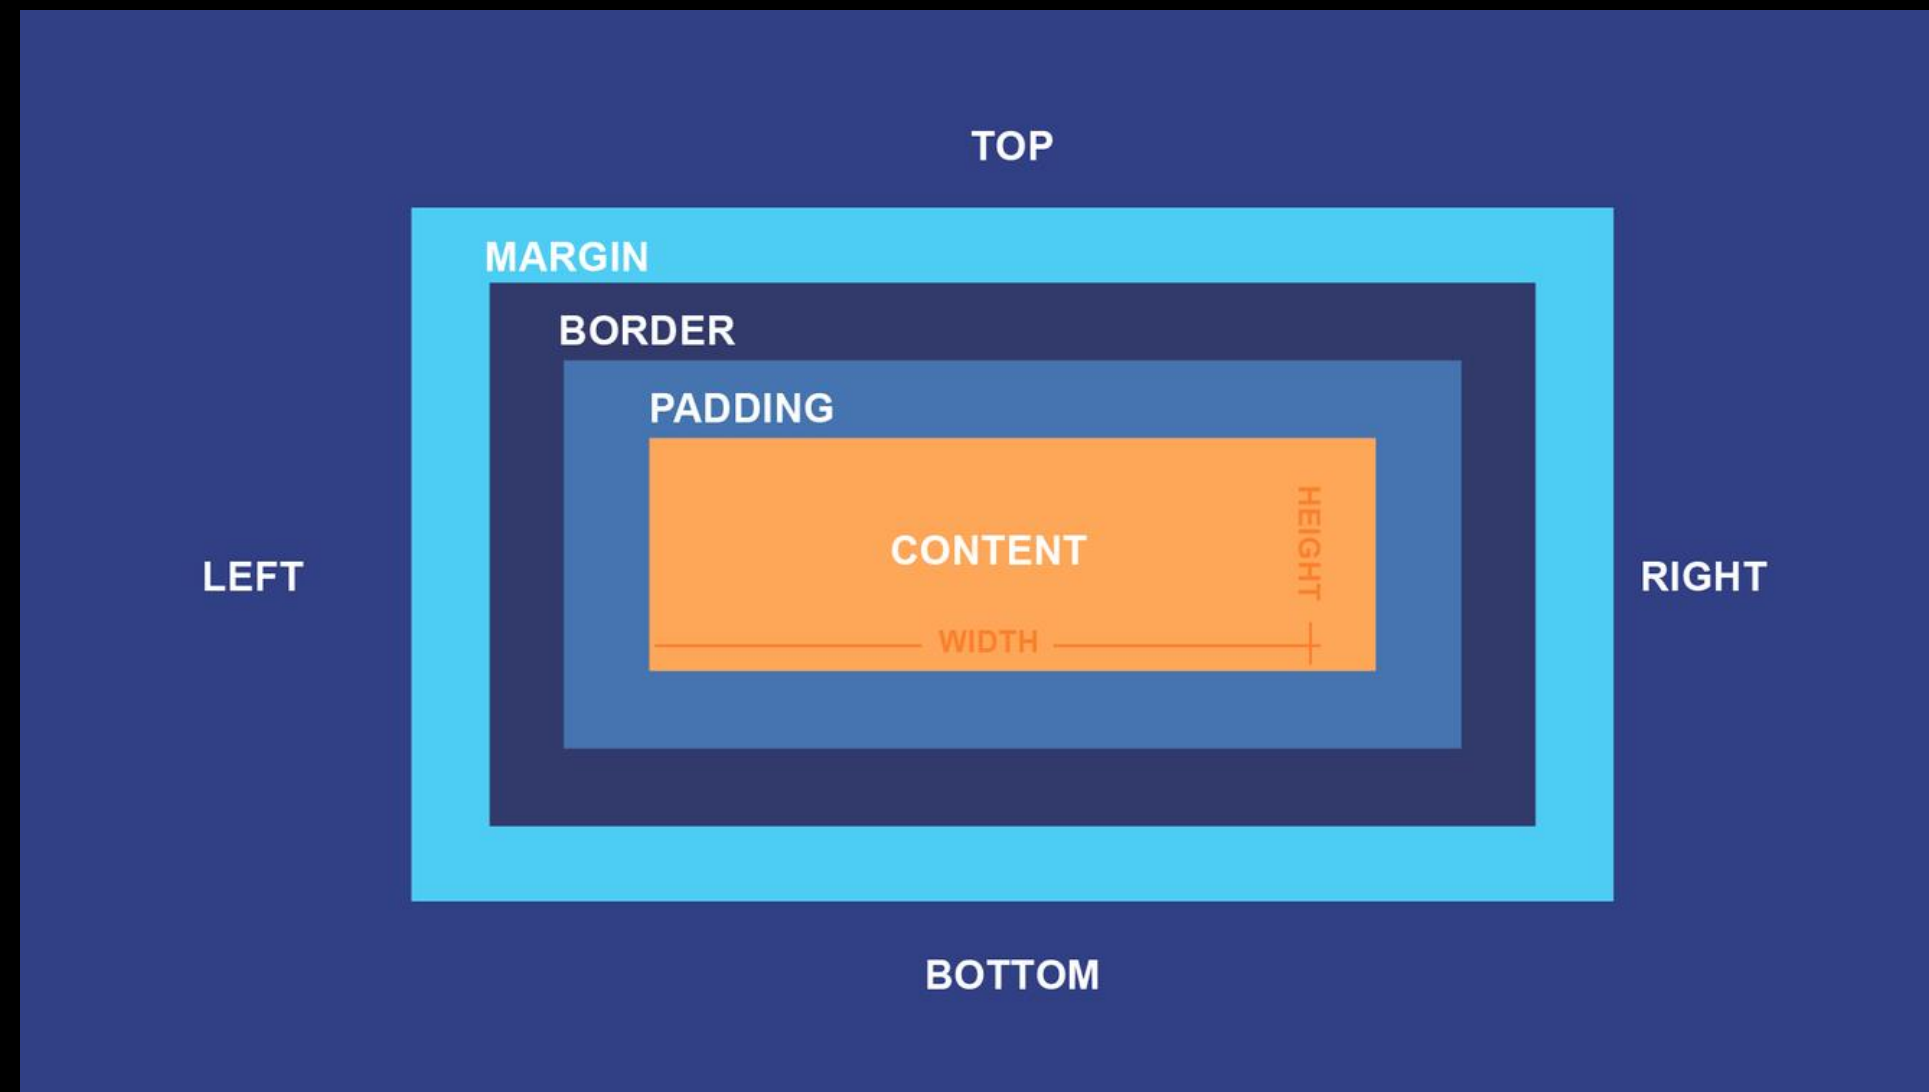 TOP
MARGIN
BORDER
PADDING
HEIGHT
CONTENT
LEFT
RIGHT
WIDTH
BOTTOM